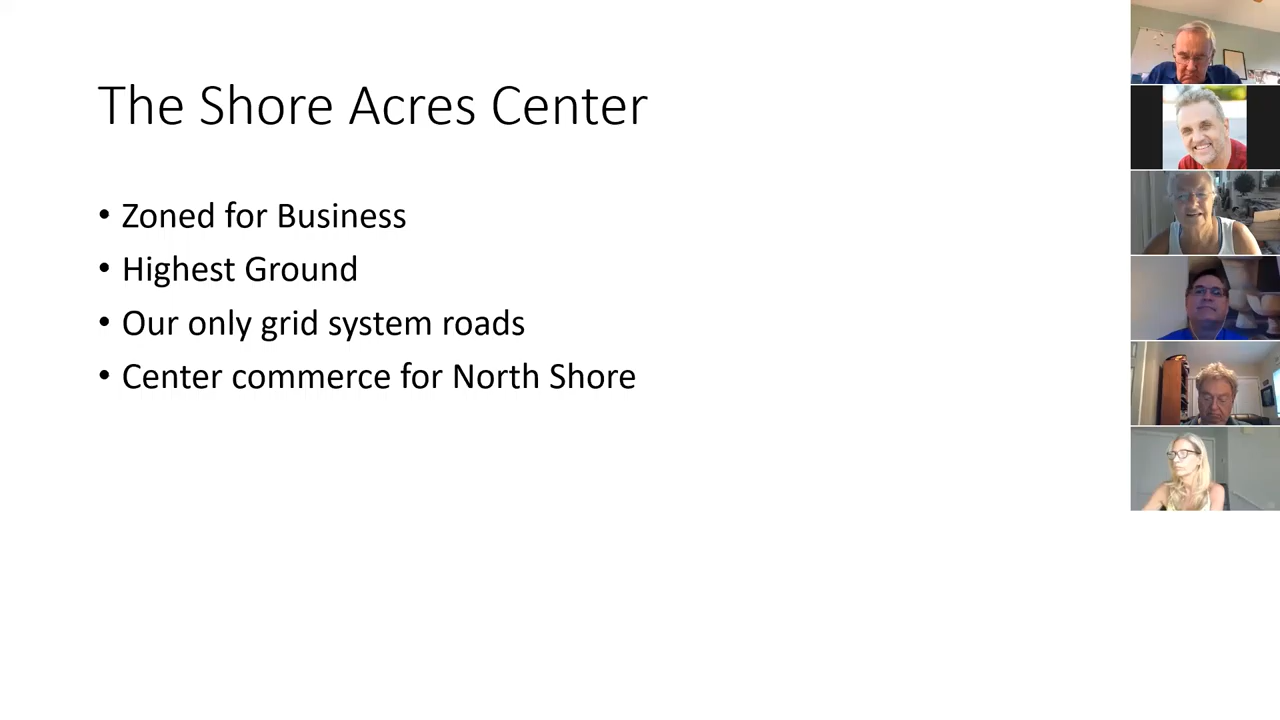 The Shore Acres Center
• Zoned for Business
• Highest Ground
• Our only grid system roads
• Center commerce for North Shore